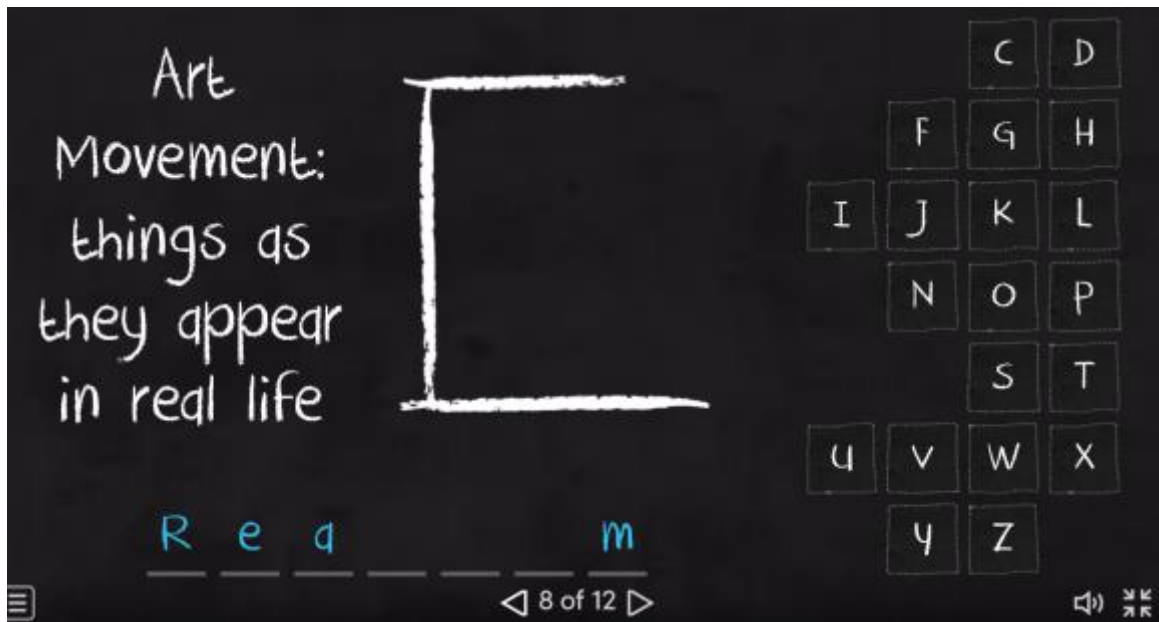 Art
Movement:
things as
they appear
in real life
C D
F G H
I J K L
N O P
S T
U V W X
Y Z
R e a _ _ _ m
8 of 12